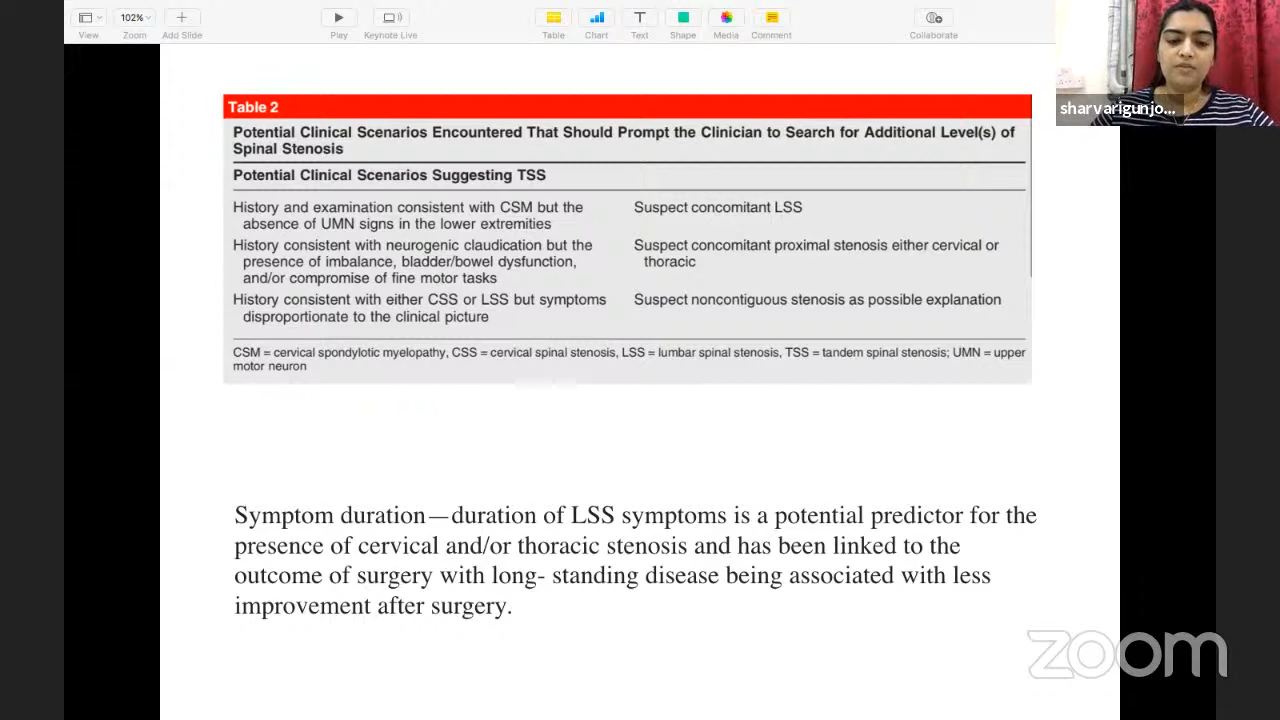 View
102%
Zoom
Add Slide
Play
Keynote Live
Table
Chart
Text
Shape
Media
Comment
Collaborate
sharvarigunjo...
Table 2
Potential Clinical Scenarios Encountered That Should Prompt the Clinician to Search for Additional Level(s) of
Spinal Stenosis
Potential Clinical Scenarios Suggesting TSS
History and examination consistent with CSM but the
absence of UMN signs in the lower extremities
Suspect concomitant LSS
History consistent with neurogenic claudication but the
presence of imbalance, bladder/bowel dysfunction,
and/or compromise of fine motor tasks
Suspect concomitant proximal stenosis either cervical or
thoracic
History consistent with either CSS or LSS but symptoms
disproportionate to the clinical picture
Suspect noncontiguous stenosis as possible explanation
CSM = cervical spondylotic myelopathy, CSS = cervical spinal stenosis, LSS = lumbar spinal stenosis, TSS = tandem spinal stenosis; UMN = upper
motor neuron
Symptom duration—duration of LSS symptoms is a potential predictor for the
presence of cervical and/or thoracic stenosis and has been linked to the
outcome of surgery with long- standing disease being associated with less
improvement after surgery.
zoom